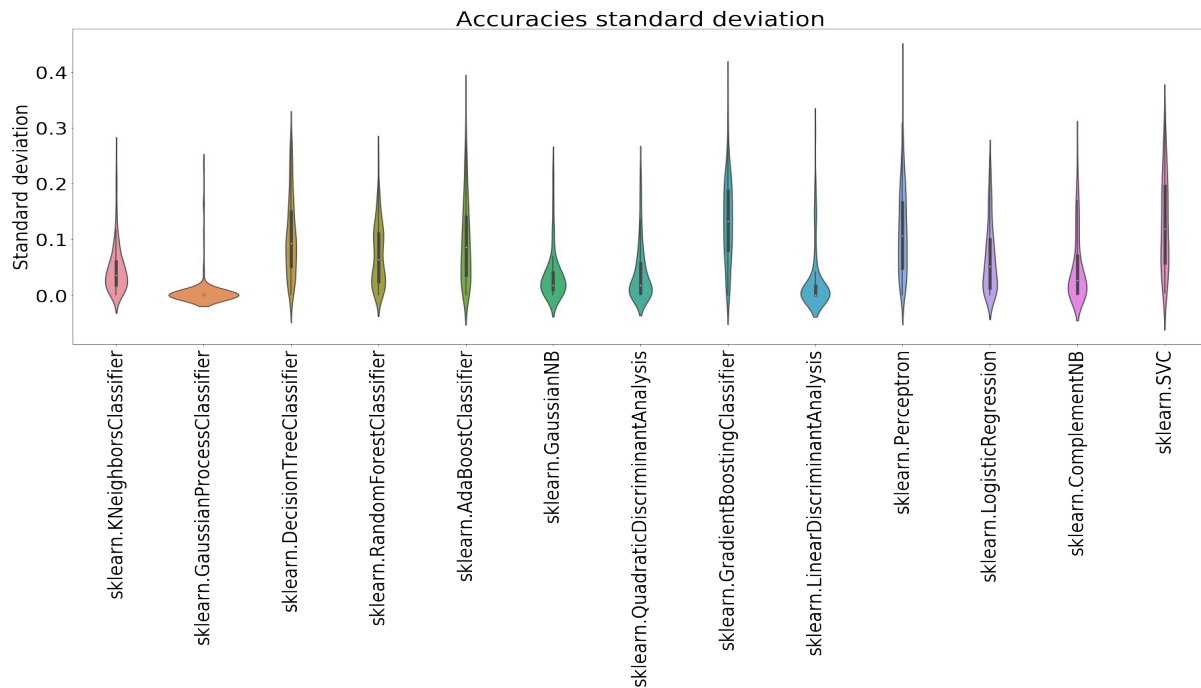 Accuracies standard deviation
Standard deviation
0.4
0.3
0.2
0.1
0.0
sklearn.KNeighborsClassifier
sklearn.GaussianProcessClassifier
sklearn.DecisionTreeClassifier
sklearn.RandomForestClassifier
sklearn.AdaBoostClassifier
sklearn.GaussianNB
sklearn.QuadraticDiscriminantAnalysis
sklearn.GradientBoostingClassifier
sklearn.LinearDiscriminantAnalysis
sklearn.Perceptron
sklearn.LogisticRegression
sklearn.ComplementNB
sklearn.SVC